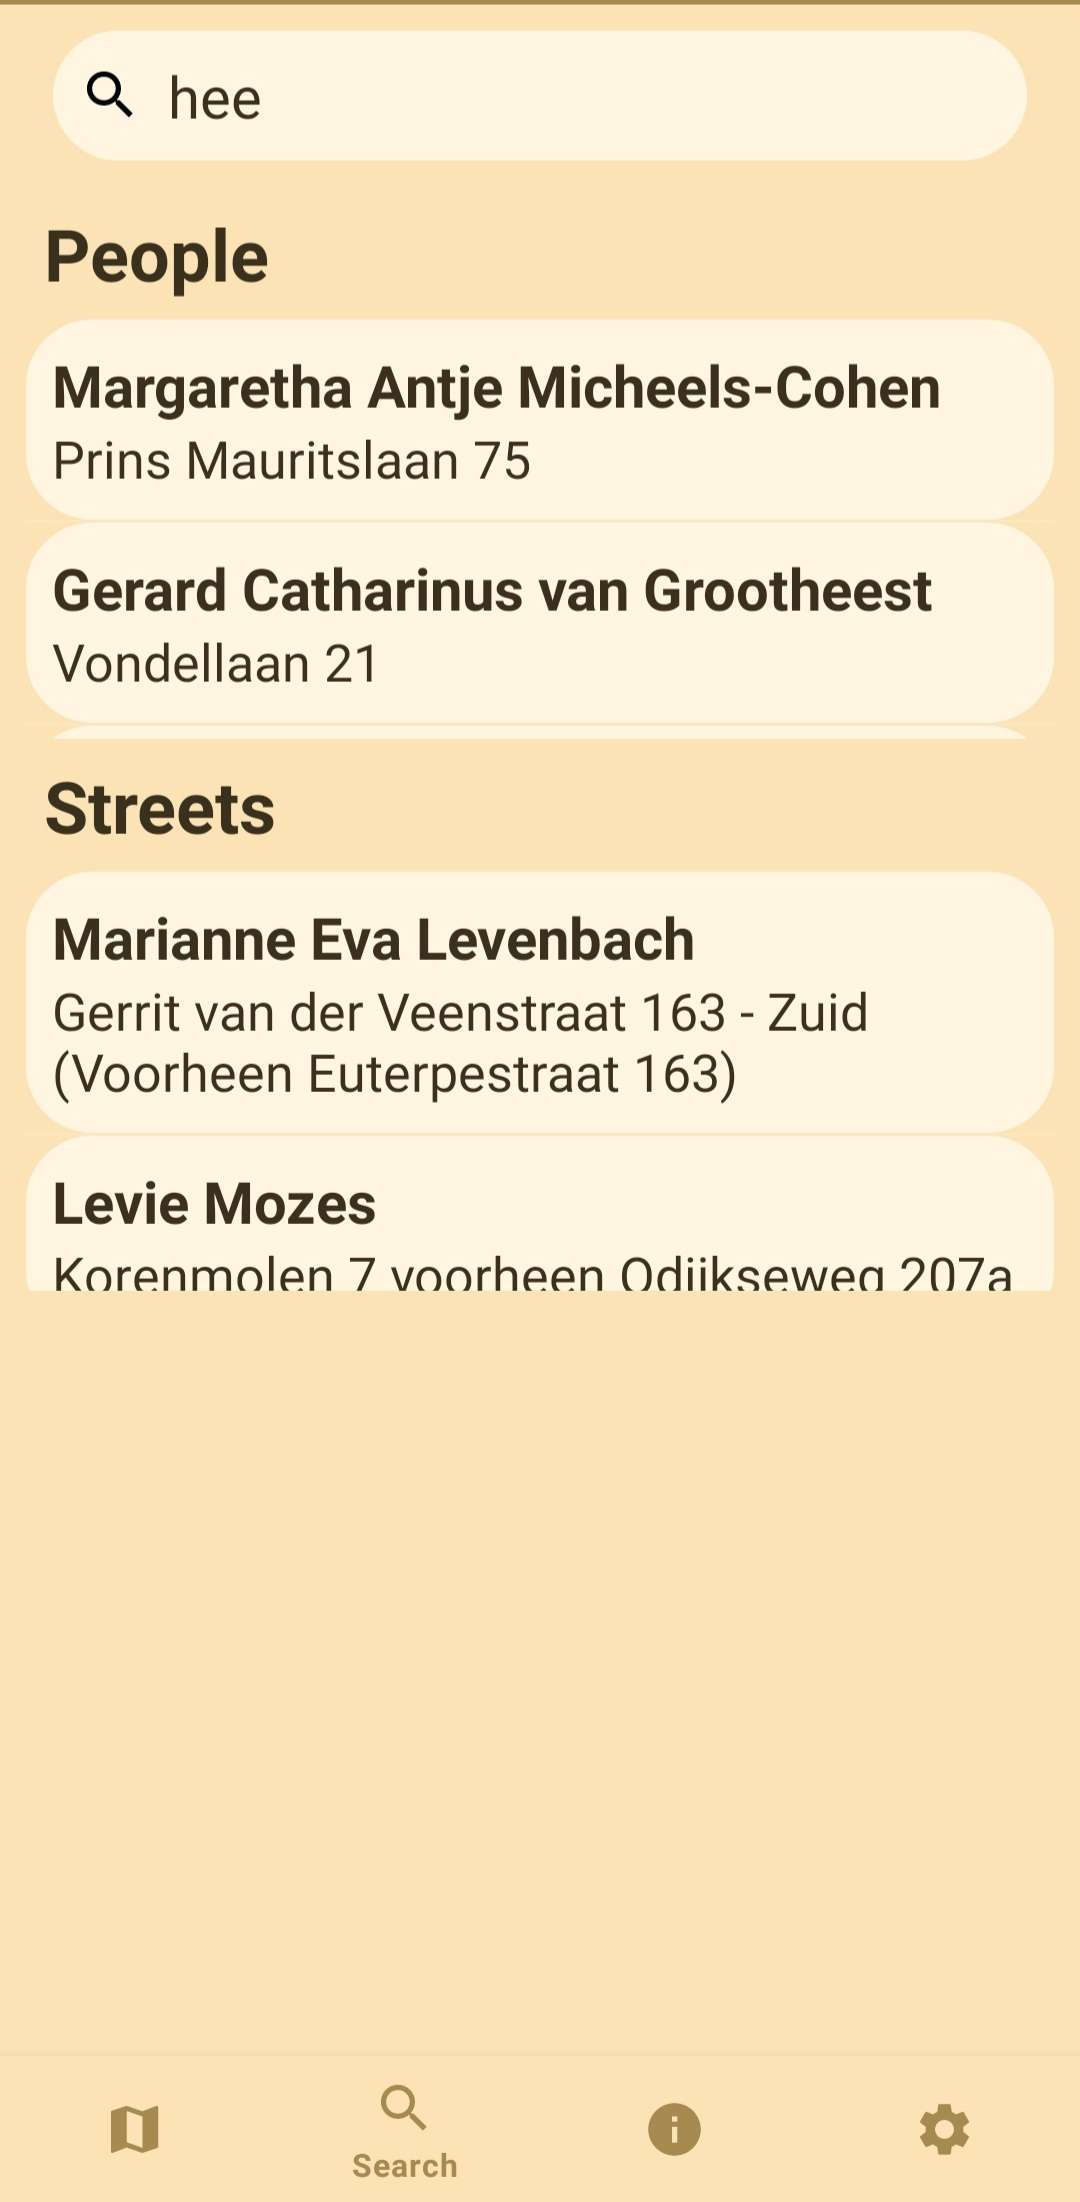 hee
People
Margaretha Antje Micheels-Cohen
Prins Mauritslaan 75
Gerard Catharinus van Grootheest
Vondellaan 21
Streets
Marianne Eva Levenbach
Gerrit van der Veenstraat 163 - Zuid
(Voorheen Euterpestraat 163)
Levie Mozes
Korenmolen 7 voorheen Odijkseweg 207a
Search